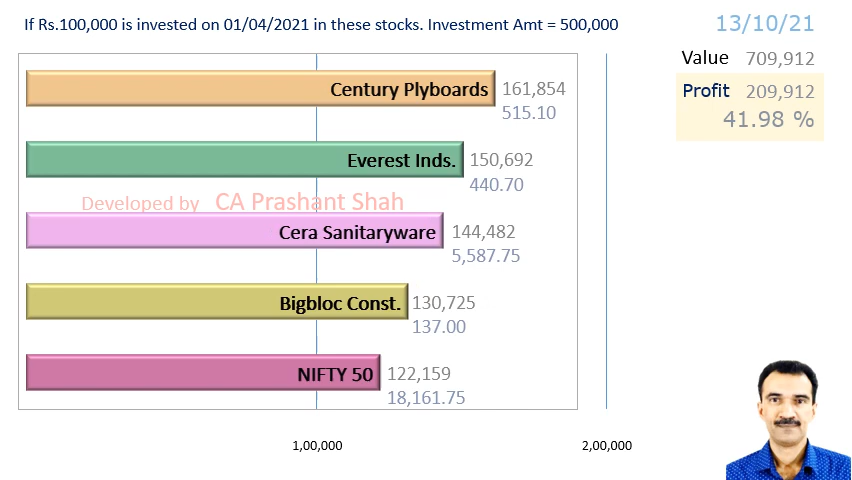 If Rs.100,000 is invested on 01/04/2021 in these stocks. Investment Amt = 500,000
13/10/21
Value 709,912
Profit 209,912
41.98 %
Century Plyboards 161,854
515.10
Everest Inds. 150,692
440.70
Developed by CA Prashant Shah
Cera Sanitaryware 144,482
5,587.75
Bigbloc Const. 130,725
137.00
NIFTY 50 122,159
18,161.75
1,00,000 2,00,000